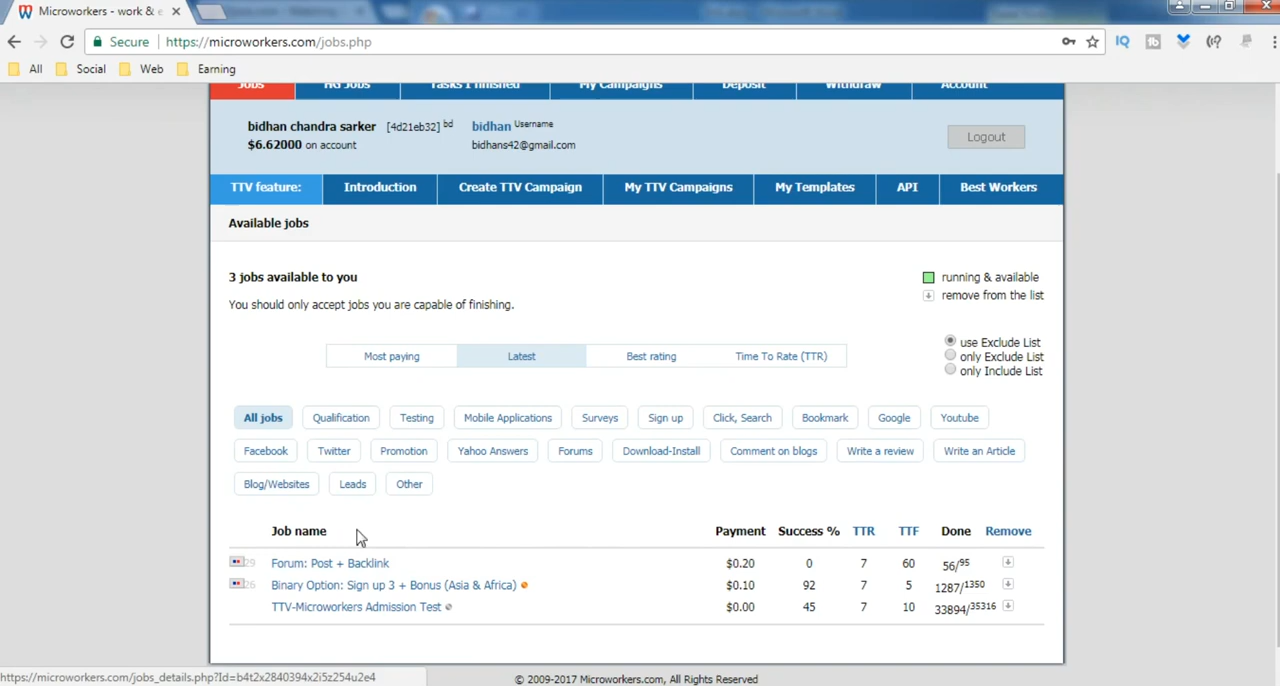 Microworkers - work & e
Secure https://microworkers.com/jobs.php
All Social Web Earning
Jobs HG Jobs Tasks I finished My Campaigns Deposit Withdraw Account
bidhan chandra sarker [4d21eb32] bd bidhan Username
$6.62000 on account bidhans42@gmail.com
Logout
TTV feature: Introduction Create TTV Campaign My TTV Campaigns My Templates API Best Workers
Available jobs
3 jobs available to you
running & available
You should only accept jobs you are capable of finishing.
remove from the list
use Exclude List
only Exclude List
only Include List
Most paying Latest Best rating Time To Rate (TTR)
All jobs Qualification Testing Mobile Applications Surveys Sign up Click, Search Bookmark Google Youtube
Facebook Twitter Promotion Yahoo Answers Forums Download-Install Comment on blogs Write a review Write an Article
Blog/Websites Leads Other
Job name Payment Success % TTR TTF Done Remove
29 Forum: Post + Backlink $0.20 0 7 60 56/95
26 Binary Option: Sign up 3 + Bonus (Asia & Africa) $0.10 92 7 5 1287/1350
TTV-Microworkers Admission Test $0.00 45 7 10 33894/35316
https://microworkers.com/jobs_details.php?Id=b4t2x2840394x2i5z254u2e4
© 2009-2017 Microworkers.com, All Rights Reserved